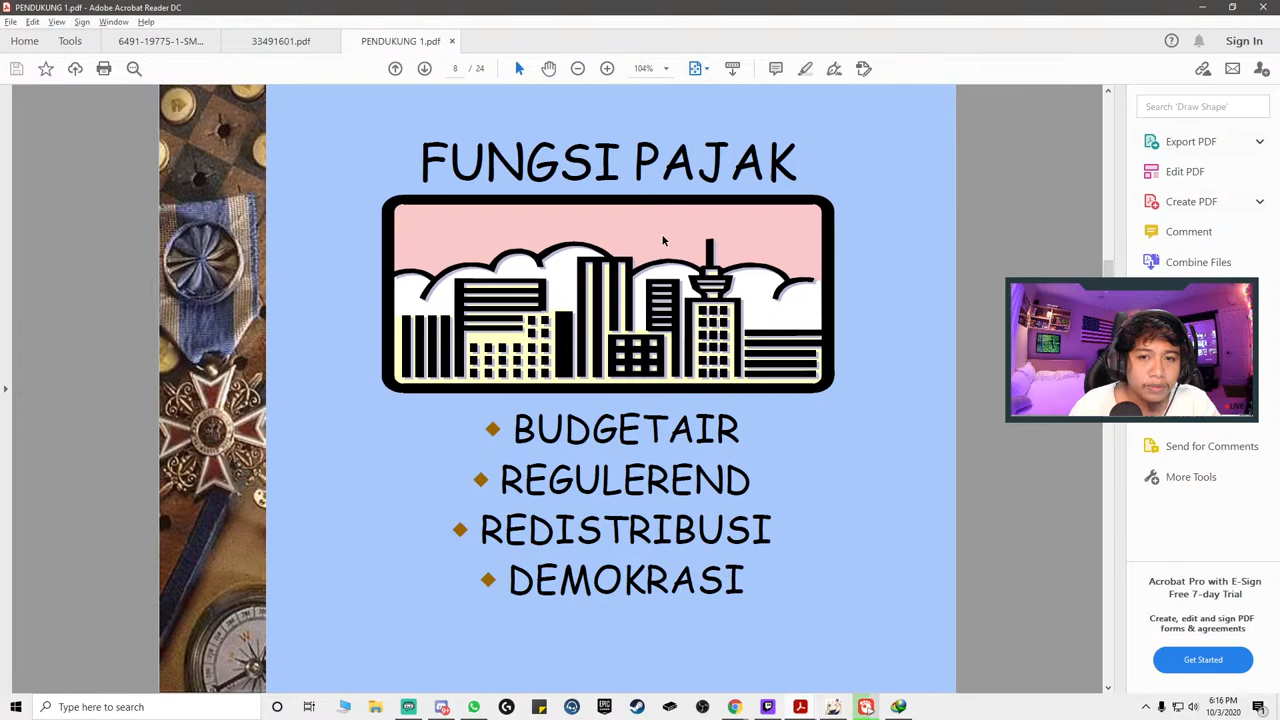 PENDUKUNG 1.pdf - Adobe Acrobat Reader DC
File Edit View Sign Window Help
Home Tools 6491-19775-1-SM... 33491601.pdf PENDUKUNG 1.pdf × Sign In
8 / 24 104%
Search 'Draw Shape'
FUNGSI PAJAK
Export PDF
Edit PDF
Create PDF
Comment
Combine Files
LIVE
BUDGETAIR
REGULEREND
REDISTRIBUSI
DEMOKRASI
Send for Comments
More Tools
Acrobat Pro with E-Sign
Free 7-day Trial
Create, edit and sign PDF
forms & agreements
Get Started
Type here to search
6:16 PM
10/3/2020